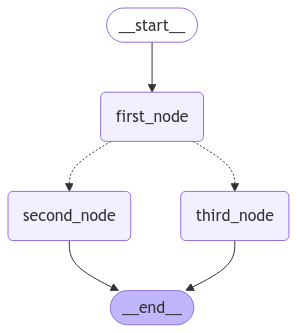 __start__
first_node
second_node
third_node
__end__